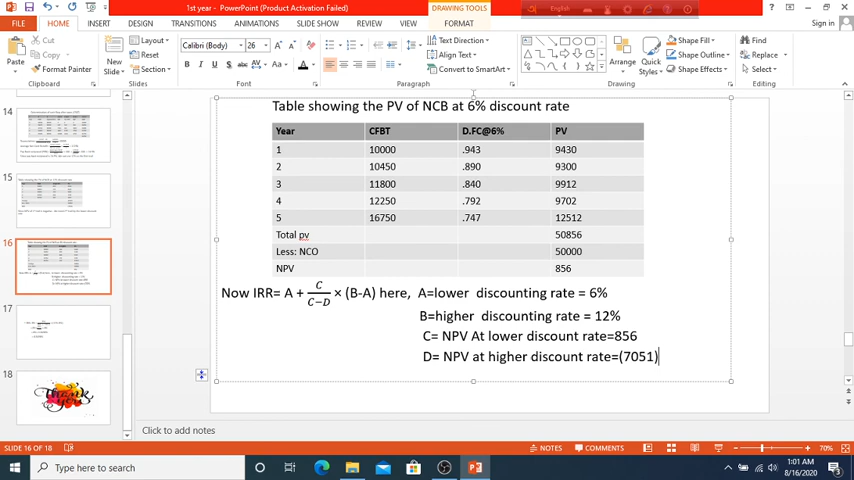 1st year - PowerPoint (Product Activation Failed)
DRAWING TOOLS
English
Sign in
FILE HOME INSERT DESIGN TRANSITIONS ANIMATIONS SLIDE SHOW REVIEW VIEW FORMAT
Paste
Cut
Copy
Format Painter
Clipboard
New Slide
Layout
Reset
Section
Slides
Calibri (Body) 26
Font
Text Direction
Align Text
Convert to SmartArt
Paragraph
Arrange
Quick Styles
Shape Fill
Shape Outline
Shape Effects
Drawing
Find
Replace
Select
Editing
14
15
16
17
18
Thank you
Table showing the PV of NCB at 6% discount rate
Year CFBT D.FC@6% PV
1 10000 .943 9430
2 10450 .890 9300
3 11800 .840 9912
4 12250 .792 9702
5 16750 .747 12512
Total pv 50856
Less: NCO 50000
NPV 856
Now IRR= A + C/C−D × (B-A) here, A=lower discounting rate = 6%
B=higher discounting rate = 12%
C= NPV At lower discount rate=856
D= NPV at higher discount rate=(7051)
Click to add notes
SLIDE 16 OF 18
NOTES
COMMENTS
70%
Type here to search
1:01 AM
8/16/2020
3